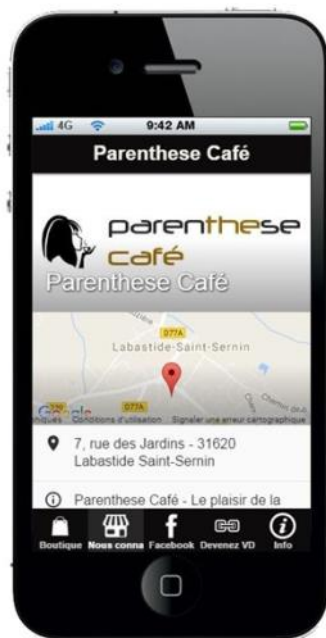 4G 9:42 AM
Parenthese Café
parenthese
café
Parenthese Café
D77A
Labastide-Saint-Sernin
D77A
Google
Conditions d'utilisation
Signaler une erreur cartographique
7, rue des Jardins - 31620
Labastide Saint-Sernin
Parenthese Café - Le plaisir de la
Boutique
Nous conna
Facebook
Devenez VD
Info